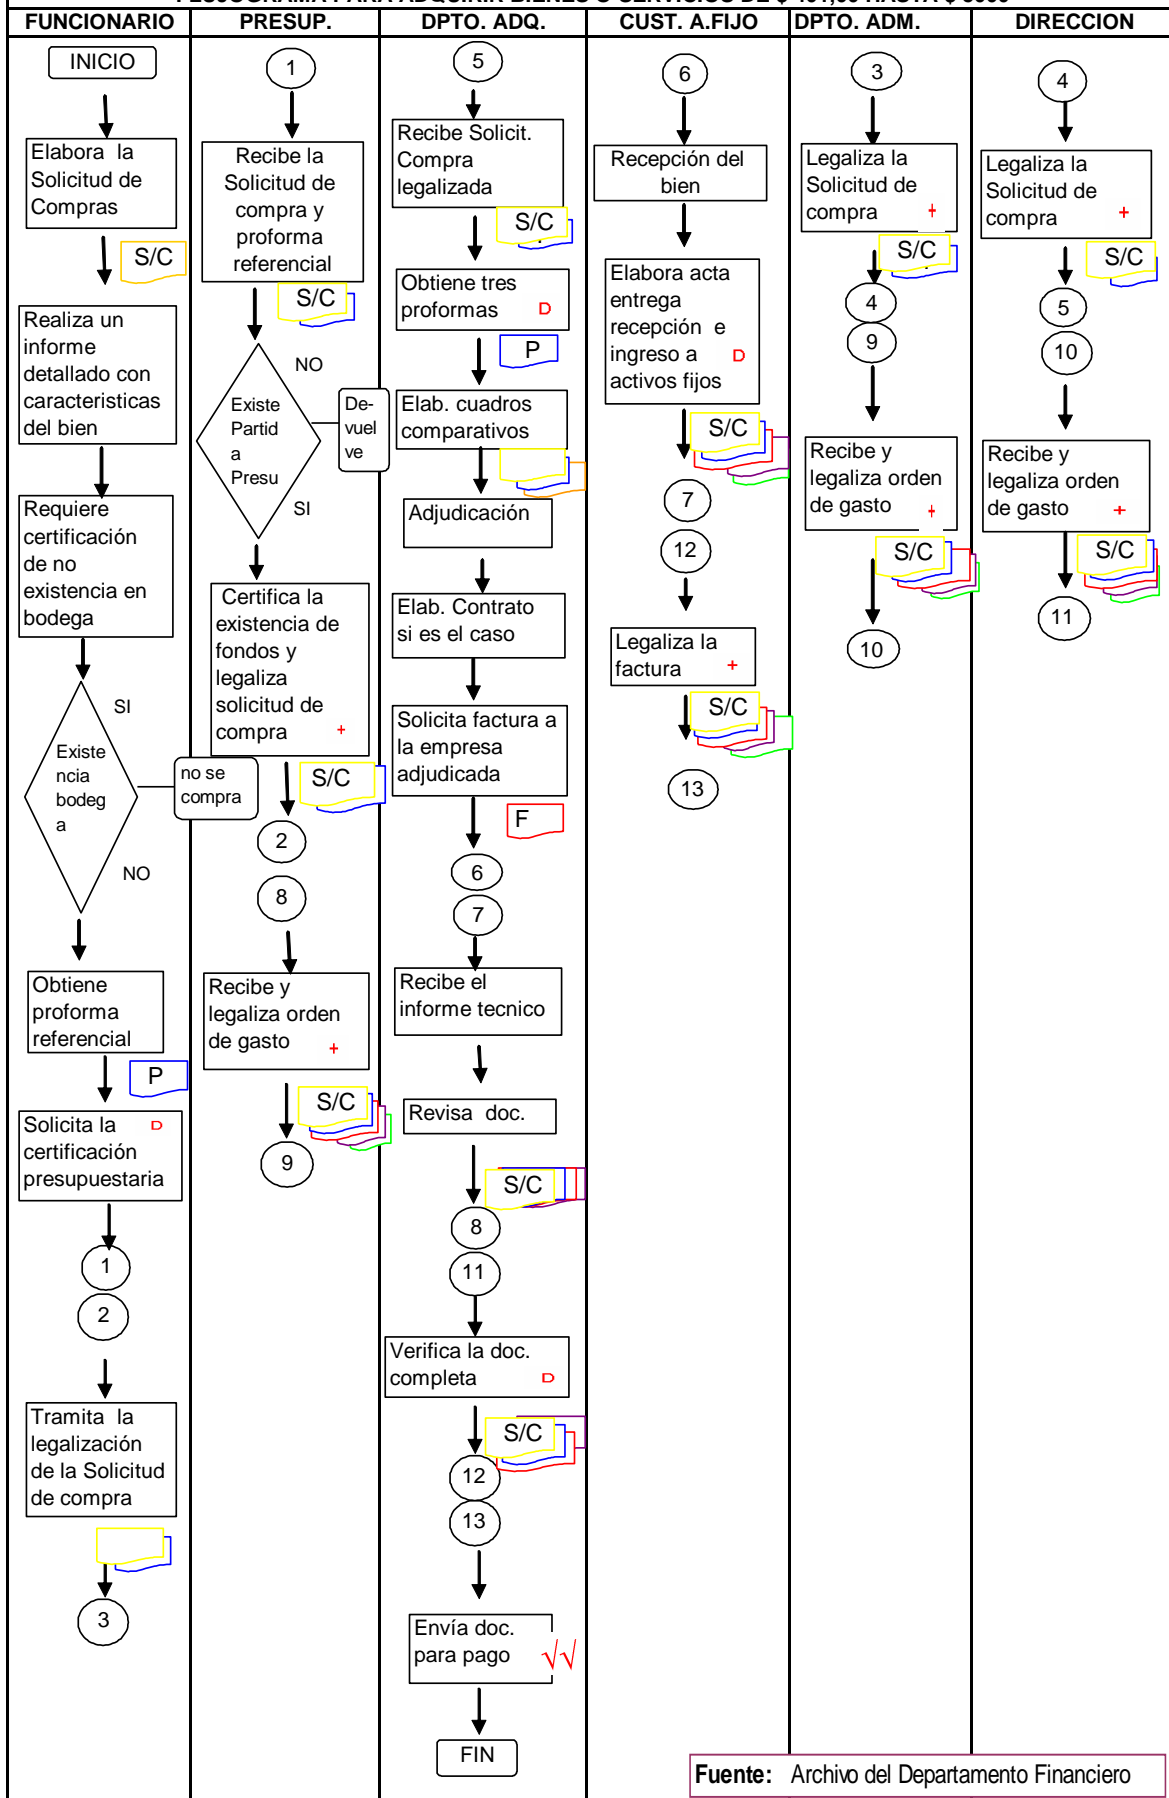 FUNCIONARIO
PRESUP.
DPTO. ADQ.
CUST. A.FIJO
DPTO. ADM.
DIRECCION
INICIO
Elabora la
Solicitud de
Compras
S/C
Realiza un
informe
detallado con
caracteristicas
del bien
Requiere
certificación
de no
existencia en
bodega
SI
Existe
ncia
bodeg
a
no se
compra
NO
Obtiene
proforma
referencial
P
Solicita la D
certificación
presupuestaria
1
2
Tramita la
legalización
de la Solicitud
de compra
3
1
Recibe la
Solicitud de
compra y
proforma
referencial
S/C
NO
Existe
Partid
a
Presu
De-
vuel
ve
SI
Certifica la
existencia de
fondos y
legaliza
solicitud de
compra +
S/C
2
8
Recibe y
legaliza orden
de gasto +
S/C
9
5
Recibe Solicit.
Compra
legalizada
S/C
Obtiene tres
proformas D
P
Elab. cuadros
comparativos
Adjudicación
Elab. Contrato
si es el caso
Solicita factura a
la empresa
adjudicada
F
6
7
Recibe el
informe tecnico
Revisa doc.
S/C
8
11
Verifica la doc.
completa D
S/C
12
13
Envía doc.
para pago √√
FIN
6
Recepción del
bien
Elabora acta
entrega
recepción e
ingreso a D
activos fijos
S/C
7
12
Legaliza la
factura +
S/C
13
3
Legaliza la
Solicitud de
compra +
S/C
4
9
Recibe y
legaliza orden
de gasto +
S/C
10
4
Legaliza la
Solicitud de
compra +
S/C
5
10
Recibe y
legaliza orden
de gasto +
S/C
11
Fuente: Archivo del Departamento Financiero